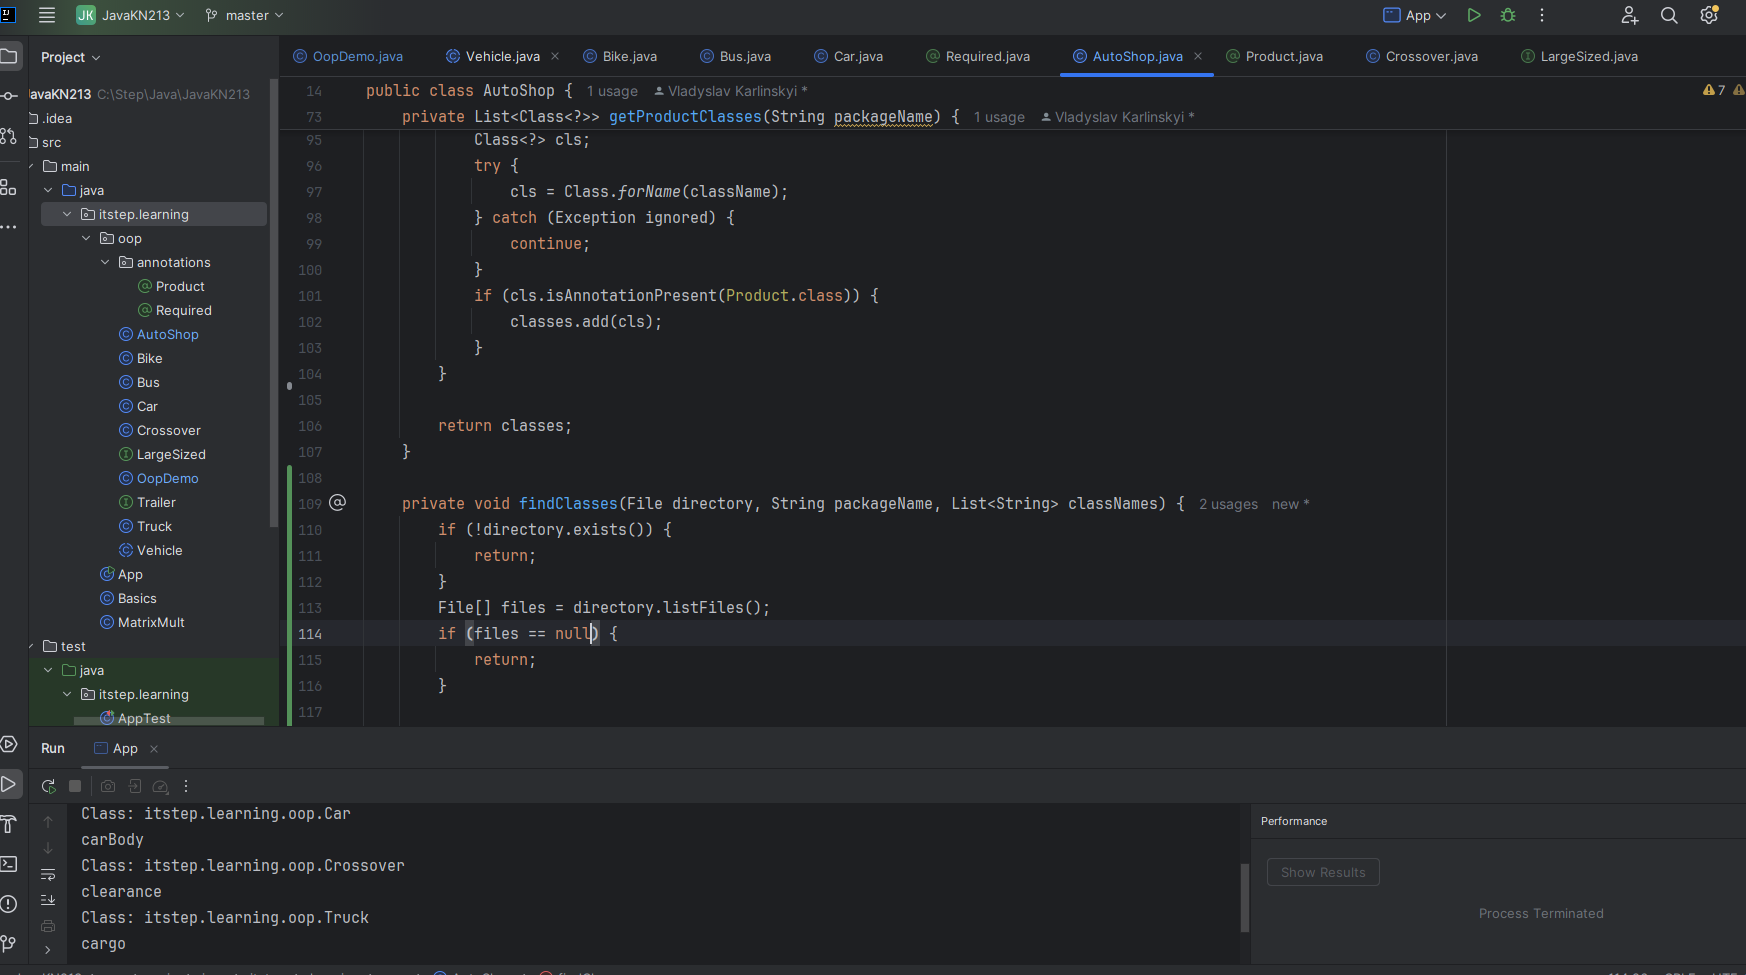 JK JavaKN213 master App
Project
OopDemo.java Vehicle.java Bike.java Bus.java Car.java Required.java AutoShop.java Product.java Crossover.java LargeSized.java
JavaKN213 C:\Step\Java\JavaKN213
.idea
src
main
java
itstep.learning
oop
annotations
Product
Required
AutoShop
Bike
Bus
Car
Crossover
LargeSized
OopDemo
Trailer
Truck
Vehicle
App
Basics
MatrixMult
test
java
itstep.learning
AppTest
14 public class AutoShop { 1 usage Vladyslav Karlinskyi * 7
73 private List<Class<?>> getProductClasses(String packageName) { 1 usage Vladyslav Karlinskyi *
95 Class<?> cls;
96 try {
97 cls = Class.forName(className);
98 } catch (Exception ignored) {
99 continue;
100 }
101 if (cls.isAnnotationPresent(Product.class)) {
102 classes.add(cls);
103 }
104 }
105
106 return classes;
107 }
108
109 private void findClasses(File directory, String packageName, List<String> classNames) { 2 usages new *
110 if (!directory.exists()) {
111 return;
112 }
113 File[] files = directory.listFiles();
114 if (files == null) {
115 return;
116 }
117
Run App
Class: itstep.learning.oop.Car
carBody
Class: itstep.learning.oop.Crossover
clearance
Class: itstep.learning.oop.Truck
cargo
Performance
Show Results
Process Terminated